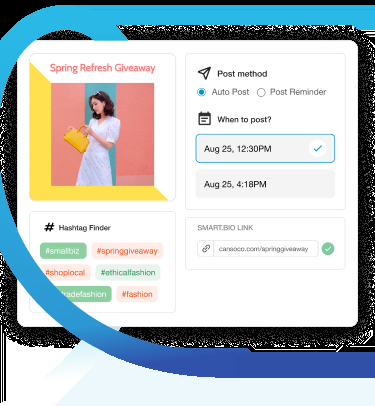 Spring Refresh Giveaway
Post method
Auto Post
Post Reminder
When to post?
Aug 25, 12:30PM
Aug 25, 4:18PM
# Hashtag Finder
#smallbiz
#springgiveaway
#shoplocal
#ethicalfashion
tradefashion
#fashion
SMART.BIO LINK
cansoco.com/springgiveaway